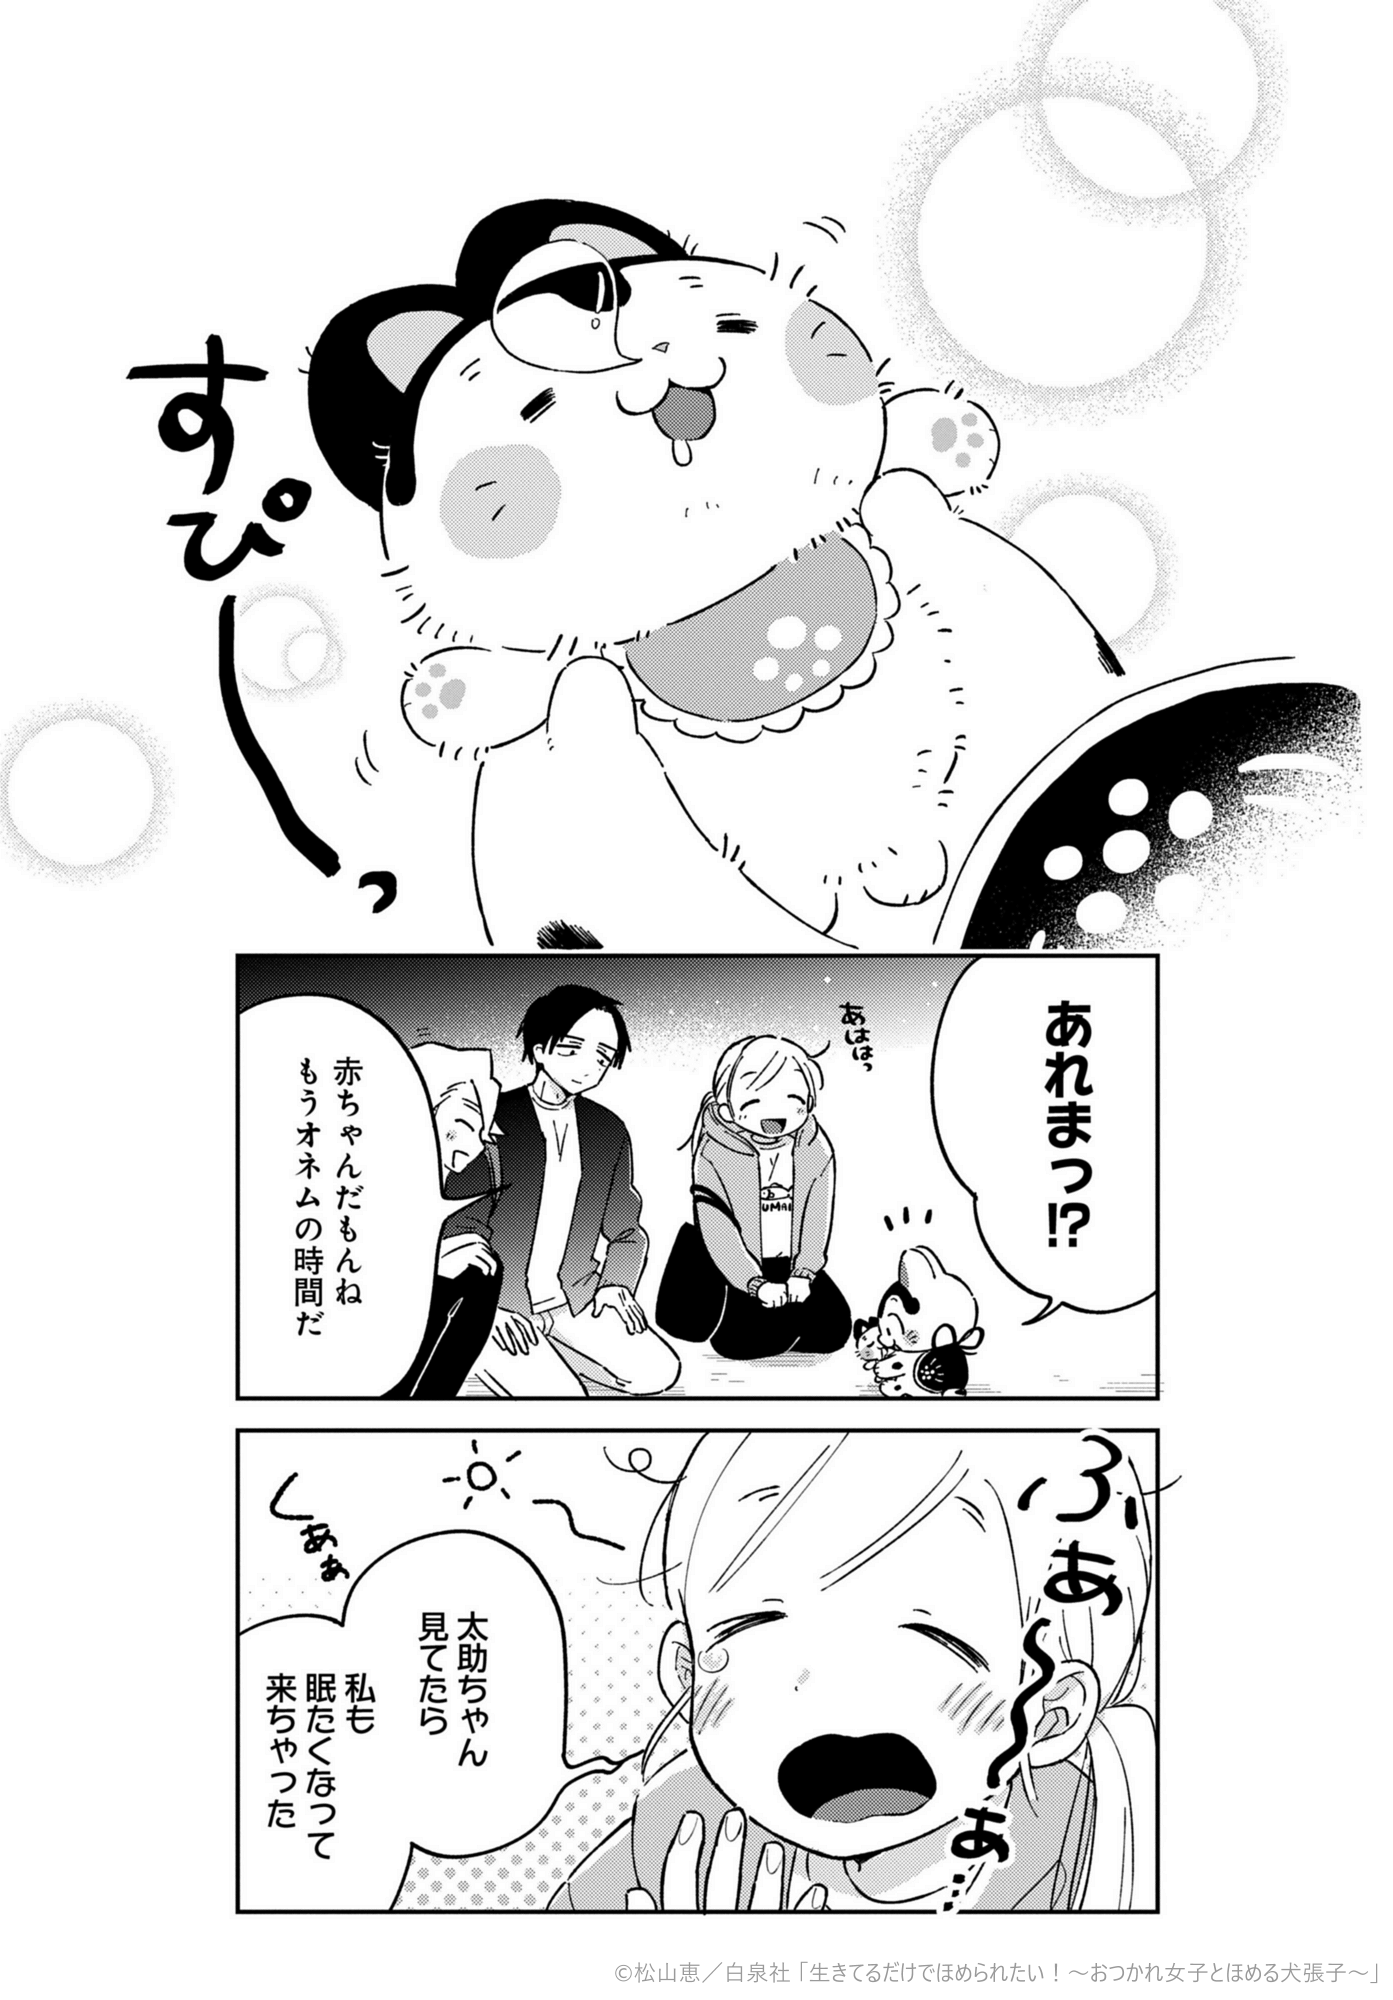 すぴーっ
あれまっ!?
あははっ
UMAI
赤ちゃんだもんね
もうオネムの時間だ
ふぁ〜〜ぁ…
太助ちゃん
見てたら
私も
眠たくなって
来ちゃった
くぁぁ
©松山恵／白泉社「生きてるだけでほめられたい！〜おつかれ女子とほめる犬張子〜」